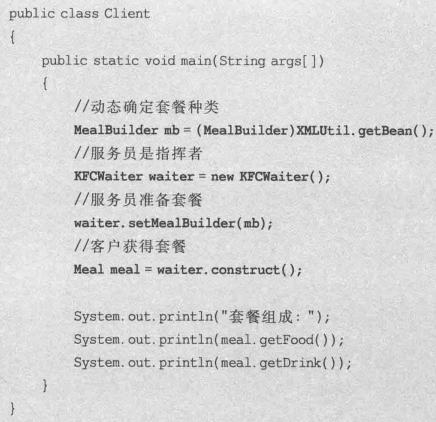 public class Client
{
    public static void main(String args[])
    {
        //动态确定套餐种类
        MealBuilder mb = (MealBuilder)XMLUtil.getBean();
        //服务员是指挥者
        KFCWaiter waiter = new KFCWaiter();
        //服务员准备套餐
        waiter.setMealBuilder(mb);
        //客户获得套餐
        Meal meal = waiter.construct();

        System.out.println("套餐组成：");
        System.out.println(meal.getFood());
        System.out.println(meal.getDrink());
    }
}